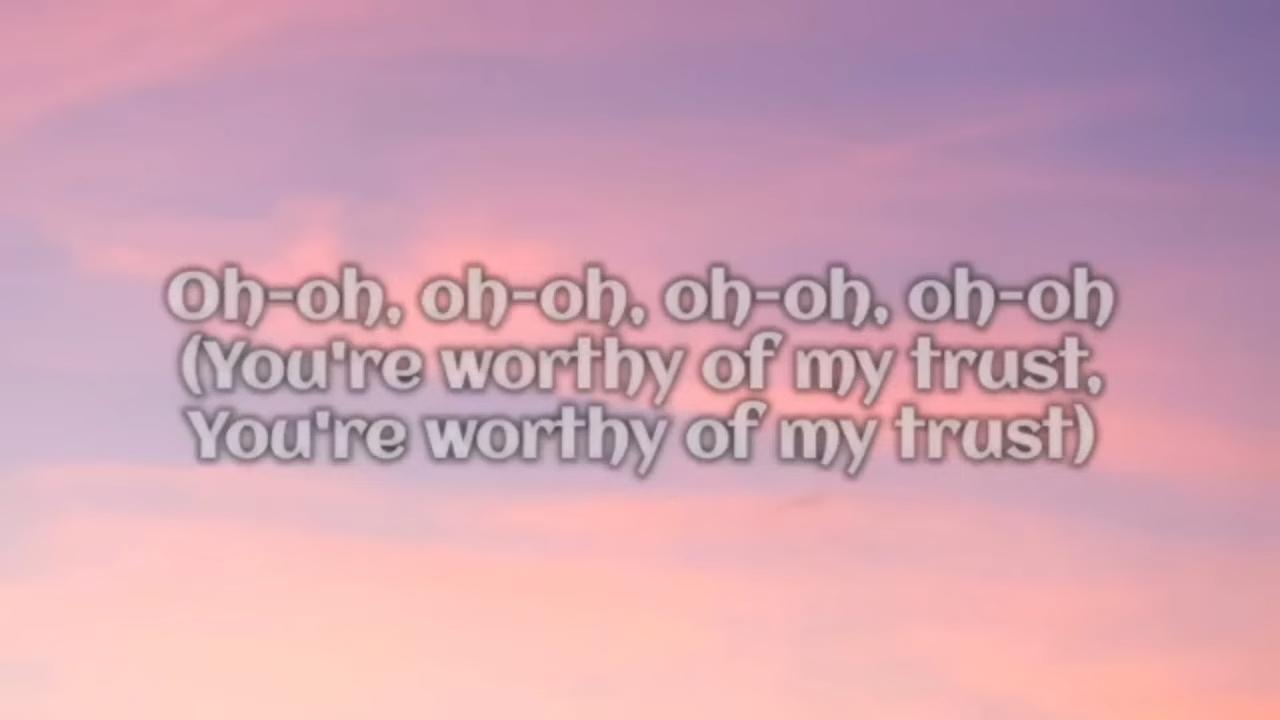 Oh-oh, oh-oh, oh-oh, oh-oh
(You're worthy of my trust,
You're worthy of my trust)